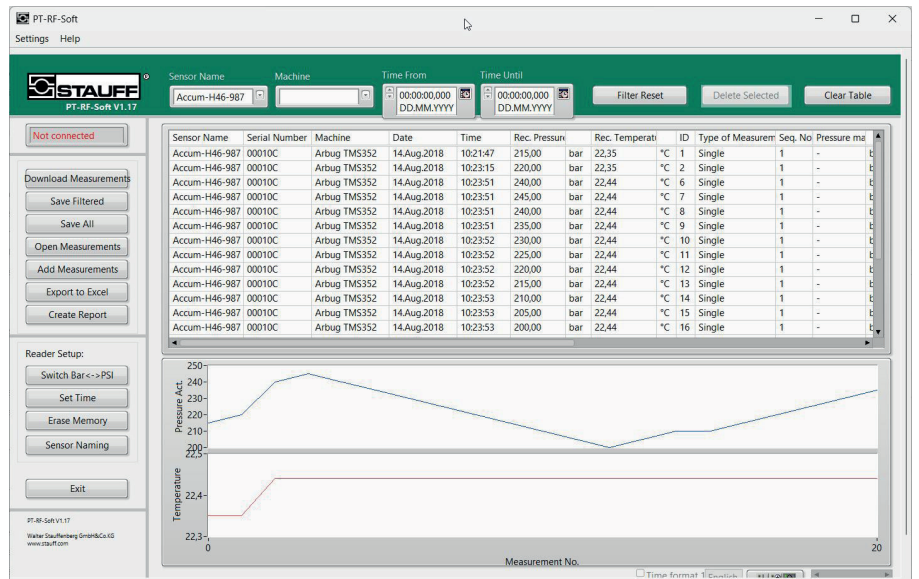 PT-RF-Soft
Settings Help
STAUFF®
PT-RF-Soft V1.17
Sensor Name Machine Time From Time Until
Accum-H46-987 00:00:00,000 DD.MM.YYYY 00:00:00,000 DD.MM.YYYY Filter Reset Delete Selected Clear Table
Not connected
Download Measurements
Save Filtered
Save All
Open Measurements
Add Measurements
Export to Excel
Create Report
Reader Setup:
Switch Bar<->PSI
Set Time
Erase Memory
Sensor Naming
Exit
PT-RF-Soft V1.17
Walter Stauffenberg GmbH&Co.KG
www.stauff.com
Sensor Name Serial Number Machine Date Time Rec. Pressure Rec. Temperati ID Type of Measurem Seq. No Pressure ma
Accum-H46-987 00010C Arbug TMS352 14.Aug.2018 10:21:47 215,00 bar 22,35 °C 1 Single 1 -
Accum-H46-987 00010C Arbug TMS352 14.Aug.2018 10:23:15 220,00 bar 22,35 °C 2 Single 1 -
Accum-H46-987 00010C Arbug TMS352 14.Aug.2018 10:23:51 240,00 bar 22,44 °C 6 Single 1 -
Accum-H46-987 00010C Arbug TMS352 14.Aug.2018 10:23:51 245,00 bar 22,44 °C 7 Single 1 -
Accum-H46-987 00010C Arbug TMS352 14.Aug.2018 10:23:51 240,00 bar 22,44 °C 8 Single 1 -
Accum-H46-987 00010C Arbug TMS352 14.Aug.2018 10:23:51 235,00 bar 22,44 °C 9 Single 1 -
Accum-H46-987 00010C Arbug TMS352 14.Aug.2018 10:23:52 230,00 bar 22,44 °C 10 Single 1 -
Accum-H46-987 00010C Arbug TMS352 14.Aug.2018 10:23:52 225,00 bar 22,44 °C 11 Single 1 -
Accum-H46-987 00010C Arbug TMS352 14.Aug.2018 10:23:52 220,00 bar 22,44 °C 12 Single 1 -
Accum-H46-987 00010C Arbug TMS352 14.Aug.2018 10:23:52 215,00 bar 22,44 °C 13 Single 1 -
Accum-H46-987 00010C Arbug TMS352 14.Aug.2018 10:23:53 210,00 bar 22,44 °C 14 Single 1 -
Accum-H46-987 00010C Arbug TMS352 14.Aug.2018 10:23:53 205,00 bar 22,44 °C 15 Single 1 -
Accum-H46-987 00010C Arbug TMS352 14.Aug.2018 10:23:53 200,00 bar 22,44 °C 16 Single 1 -
Pressure Act.
250
240
230
220
210
200
Temperature
22,5
22,4
22,3
0 20
Measurement No.
Time format 1 English